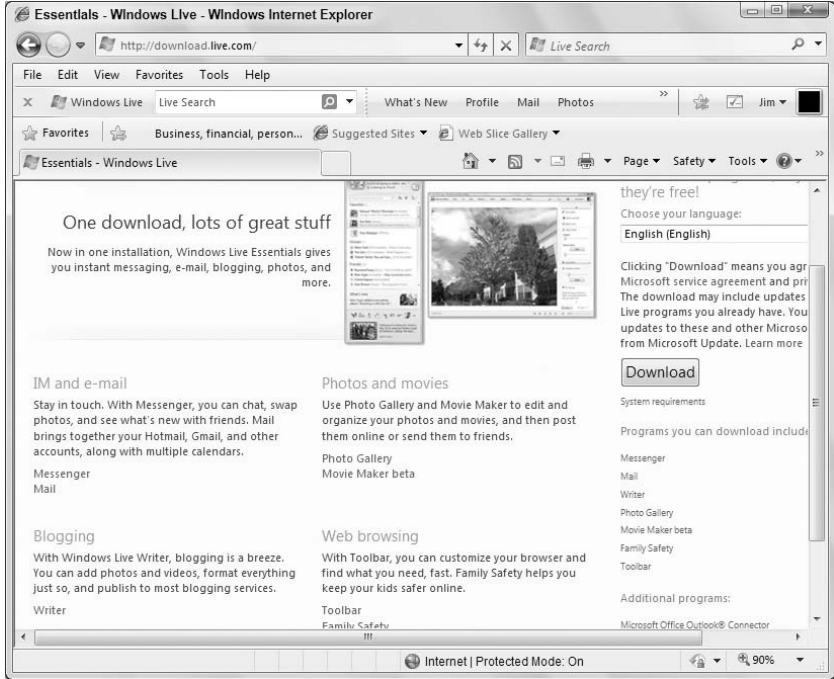 Essentials - Windows Live - Windows Internet Explorer
http://download.live.com/
Live Search
File Edit View Favorites Tools Help
Windows Live Live Search What's New Profile Mail Photos » Jim
Favorites Business, financial, person... Suggested Sites Web Slice Gallery
Essentials - Windows Live Page Safety Tools »
One download, lots of great stuff
Now in one installation, Windows Live Essentials gives
you instant messaging, e-mail, blogging, photos, and
more.
IM and e-mail
Stay in touch. With Messenger, you can chat, swap
photos, and see what's new with friends. Mail
brings together your Hotmail, Gmail, and other
accounts, along with multiple calendars.
Messenger
Mail
Photos and movies
Use Photo Gallery and Movie Maker to edit and
organize your photos and movies, and then post
them online or send them to friends.
Photo Gallery
Movie Maker beta
Blogging
With Windows Live Writer, blogging is a breeze.
You can add photos and videos, format everything
just so, and publish to most blogging services.
Writer
Web browsing
With Toolbar, you can customize your browser and
find what you need, fast. Family Safety helps you
keep your kids safer online.
Toolbar
Family Safety
they're free!
Choose your language:
English (English)
Clicking "Download" means you agr
Microsoft service agreement and pri
The download may include updates
Live programs you already have. You
updates to these and other Microso
from Microsoft Update. Learn more
Download
System requirements
Programs you can download include
Messenger
Mail
Writer
Photo Gallery
Movie Maker beta
Family Safety
Toolbar
Additional programs:
Microsoft Office Outlook® Connector
Internet | Protected Mode: On 90%